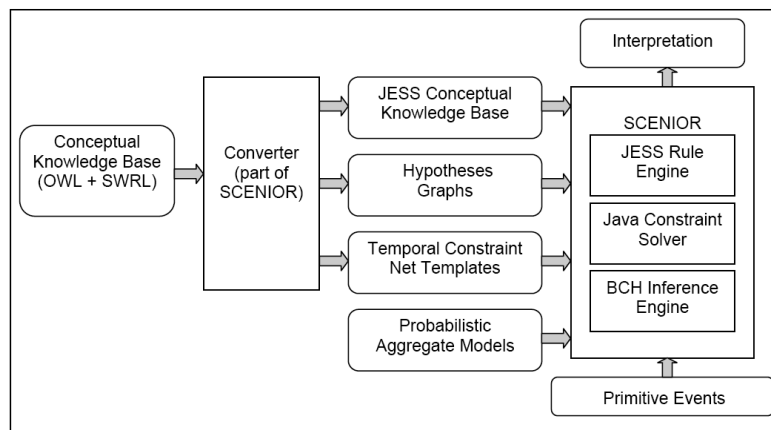 Interpretation
JESS Conceptual
Knowledge Base
SCENIOR
Conceptual
Knowledge Base
(OWL + SWRL)
Converter
(part of
SCENIOR)
JESS Rule
Engine
Hypotheses
Graphs
Java Constraint
Solver
Temporal Constraint
Net Templates
BCH Inference
Engine
Probabilistic
Aggregate Models
Primitive Events